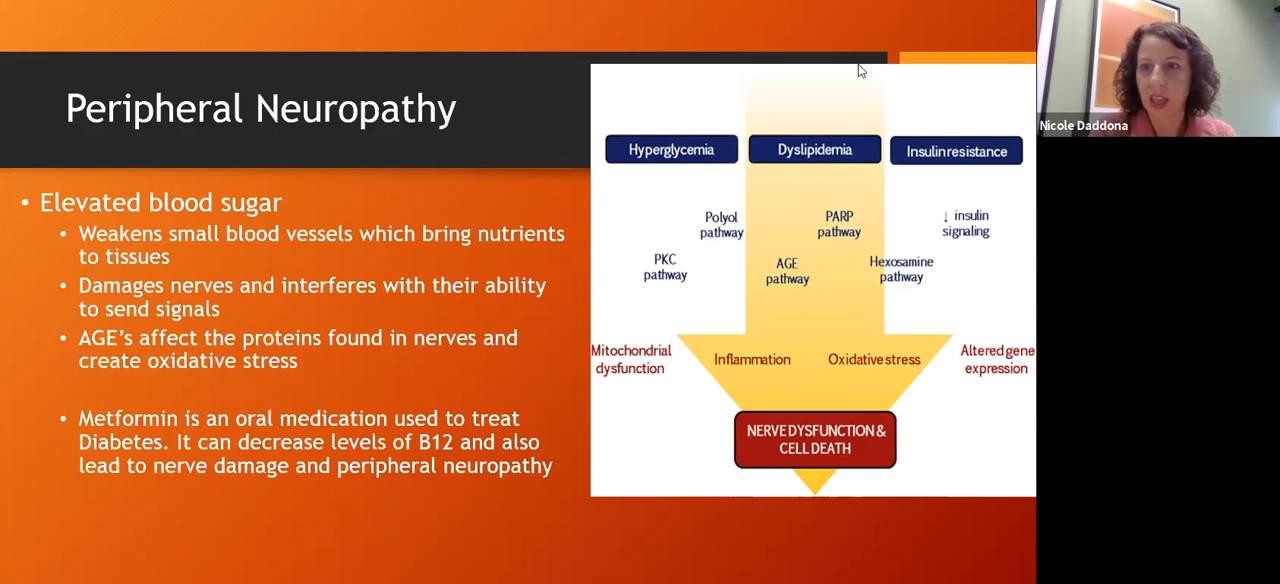 Peripheral Neuropathy
• Elevated blood sugar
• Weakens small blood vessels which bring nutrients
to tissues
• Damages nerves and interferes with their ability
to send signals
• AGE’s affect the proteins found in nerves and
create oxidative stress
• Metformin is an oral medication used to treat
Diabetes. It can decrease levels of B12 and also
lead to nerve damage and peripheral neuropathy
Hyperglycemia
Dyslipidemia
Insulin resistance
Polyol
pathway
PARP
pathway
↓ insulin
signaling
PKC
pathway
AGE
pathway
Hexosamine
pathway
Mitochondrial
dysfunction
Inflammation
Oxidative stress
Altered gene
expression
NERVE DYSFUNCTION &
CELL DEATH
Nicole Daddona